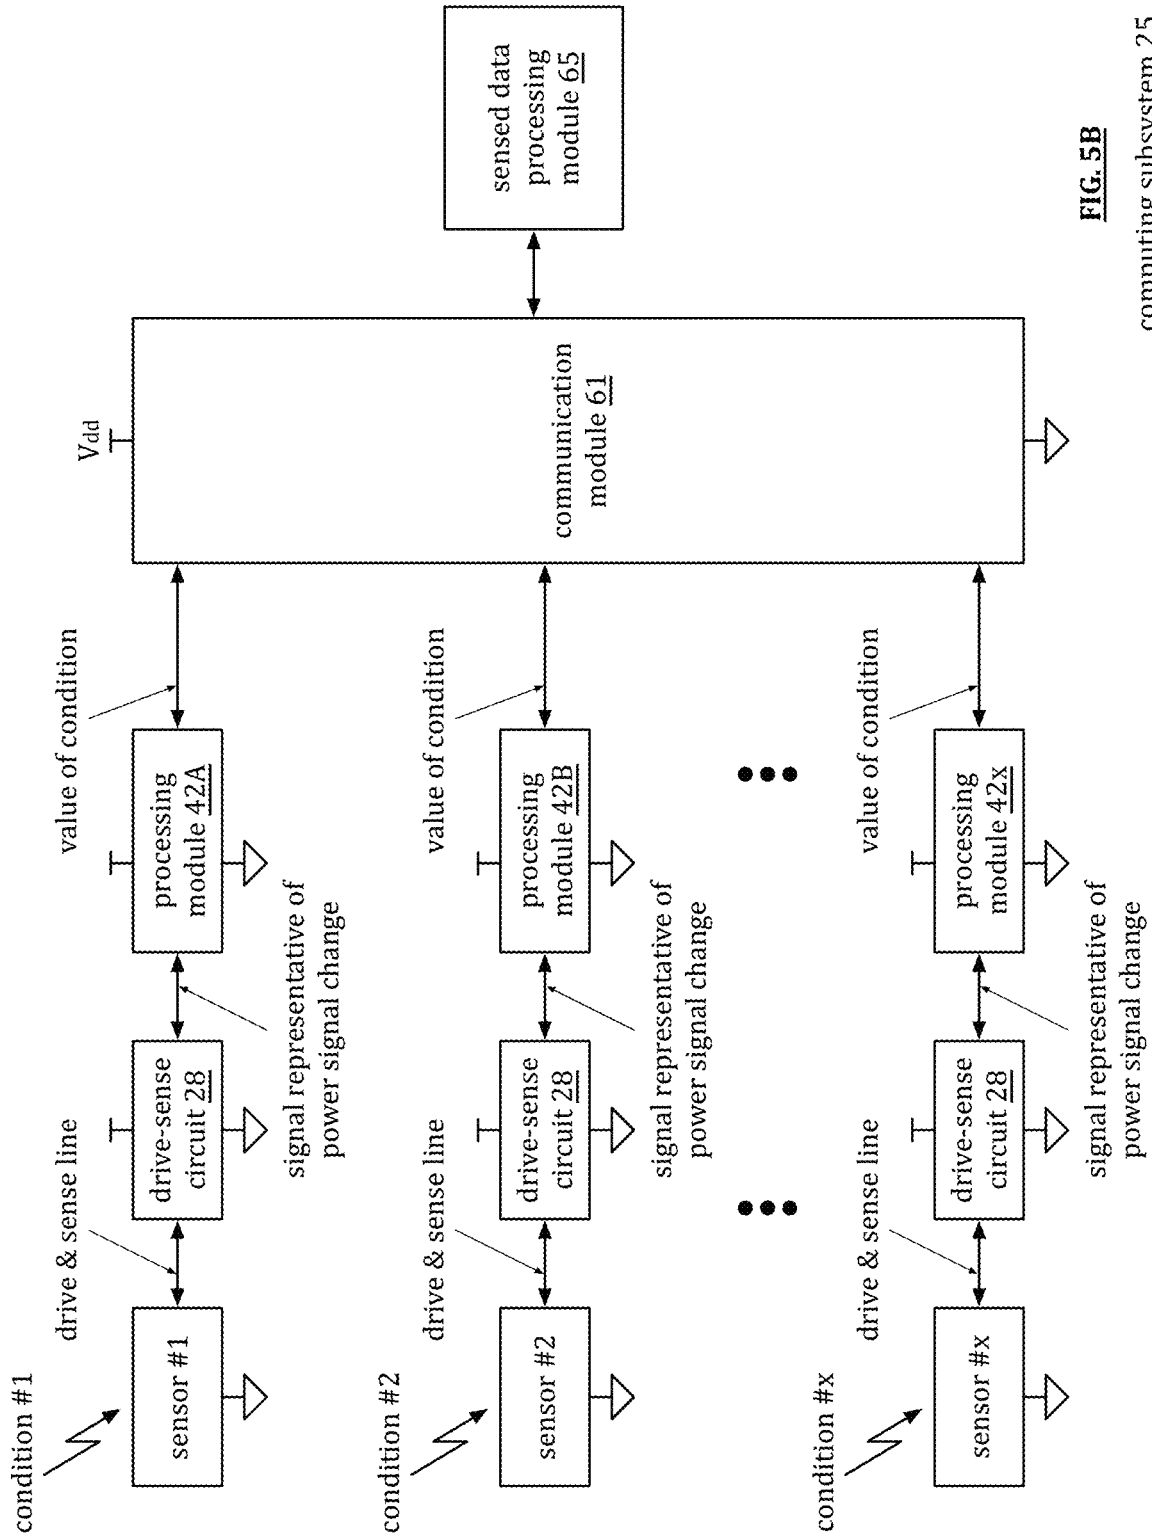 condition #1
sensor #1
drive & sense line
drive-sense
circuit 28
signal representative of
power signal change
processing
module 42A
value of condition
condition #2
sensor #2
drive & sense line
drive-sense
circuit 28
signal representative of
power signal change
processing
module 42B
value of condition
condition #x
sensor #x
drive & sense line
drive-sense
circuit 28
signal representative of
power signal change
processing
module 42x
value of condition
Vdd
communication
module 61
sensed data
processing
module 65
FIG. 5B
computing subsystem 25